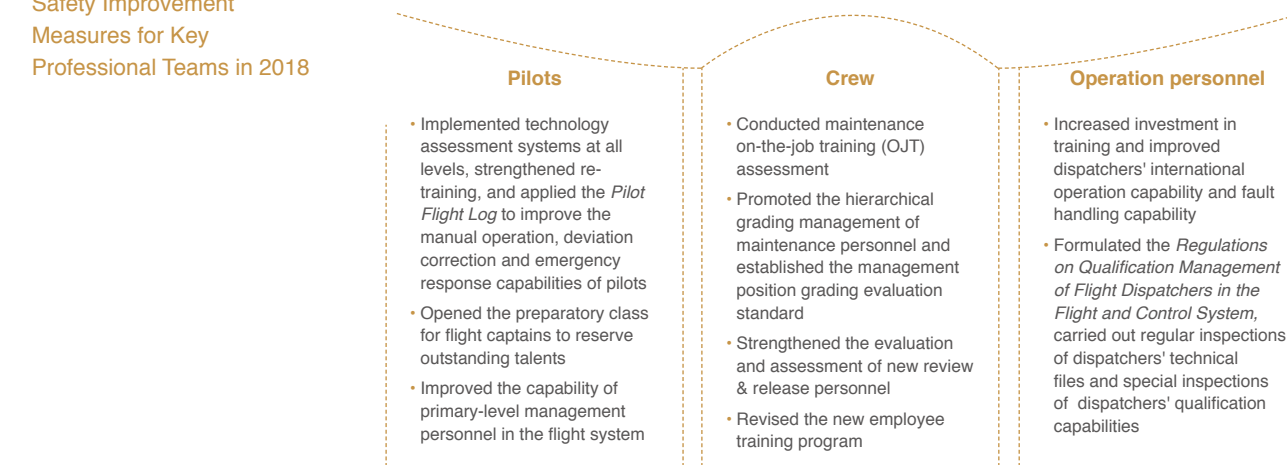 Safety Improvement
Measures for Key
Professional Teams in 2018
Pilots
• Implemented technology
assessment systems at all
levels, strengthened re-
training, and applied the Pilot
Flight Log to improve the
manual operation, deviation
correction and emergency
response capabilities of pilots
• Opened the preparatory class
for flight captains to reserve
outstanding talents
• Improved the capability of
primary-level management
personnel in the flight system
Crew
• Conducted maintenance
on-the-job training (OJT)
assessment
• Promoted the hierarchical
grading management of
maintenance personnel and
established the management
position grading evaluation
standard
• Strengthened the evaluation
and assessment of new review
& release personnel
• Revised the new employee
training program
Operation personnel
• Increased investment in
training and improved
dispatchers' international
operation capability and fault
handling capability
• Formulated the Regulations
on Qualification Management
of Flight Dispatchers in the
Flight and Control System,
carried out regular inspections
of dispatchers' technical
files and special inspections
of dispatchers' qualification
capabilities